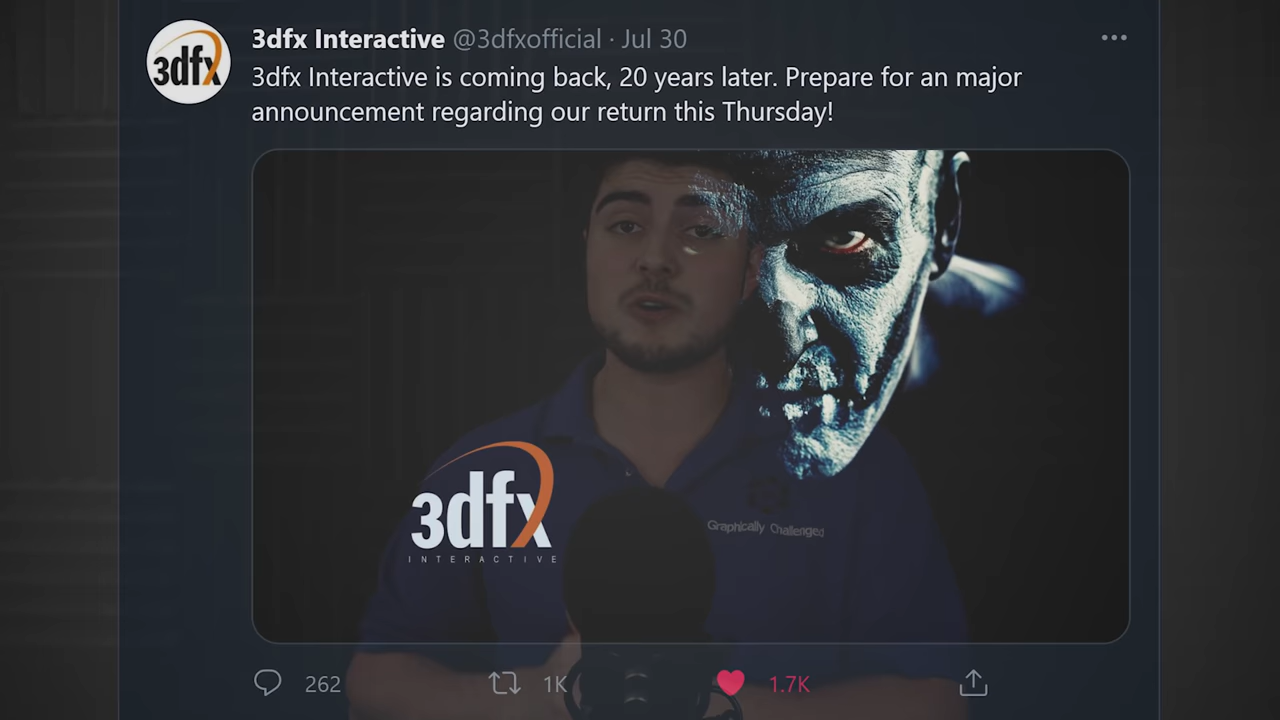 3dfx
3dfx Interactive @3dfxofficial · Jul 30
3dfx Interactive is coming back, 20 years later. Prepare for an major
announcement regarding our return this Thursday!
3dfx
INTERACTIVE
Graphically Challenged
262
1K
1.7K